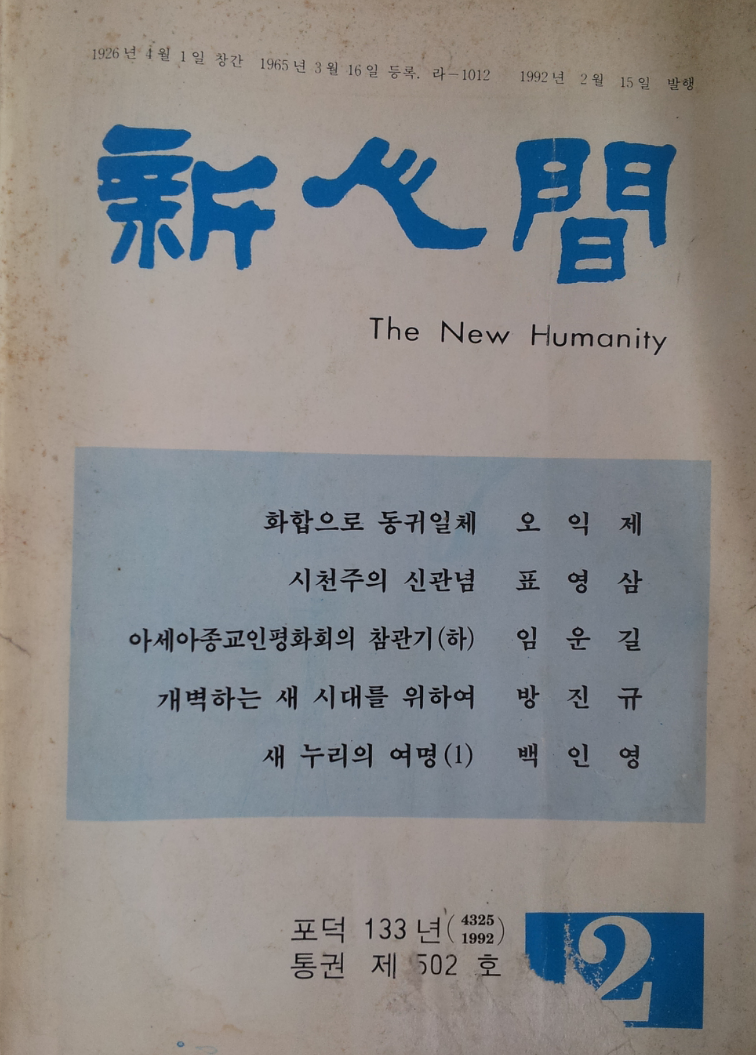 1926년 4월 1일 창간 1965년 3월 16일 등록. 라-1012 1992년 2월 15일 발행
新人間
The New Humanity
화합으로 동귀일체 오익제
시천주의 신관념 표영삼
아세아종교인평화회의 참관기(하) 임운길
개벽하는 새 시대를 위하여 방진규
새 누리의 여명(1) 백인영
포덕 133년(4325 1992)
통권 제 502 호
2